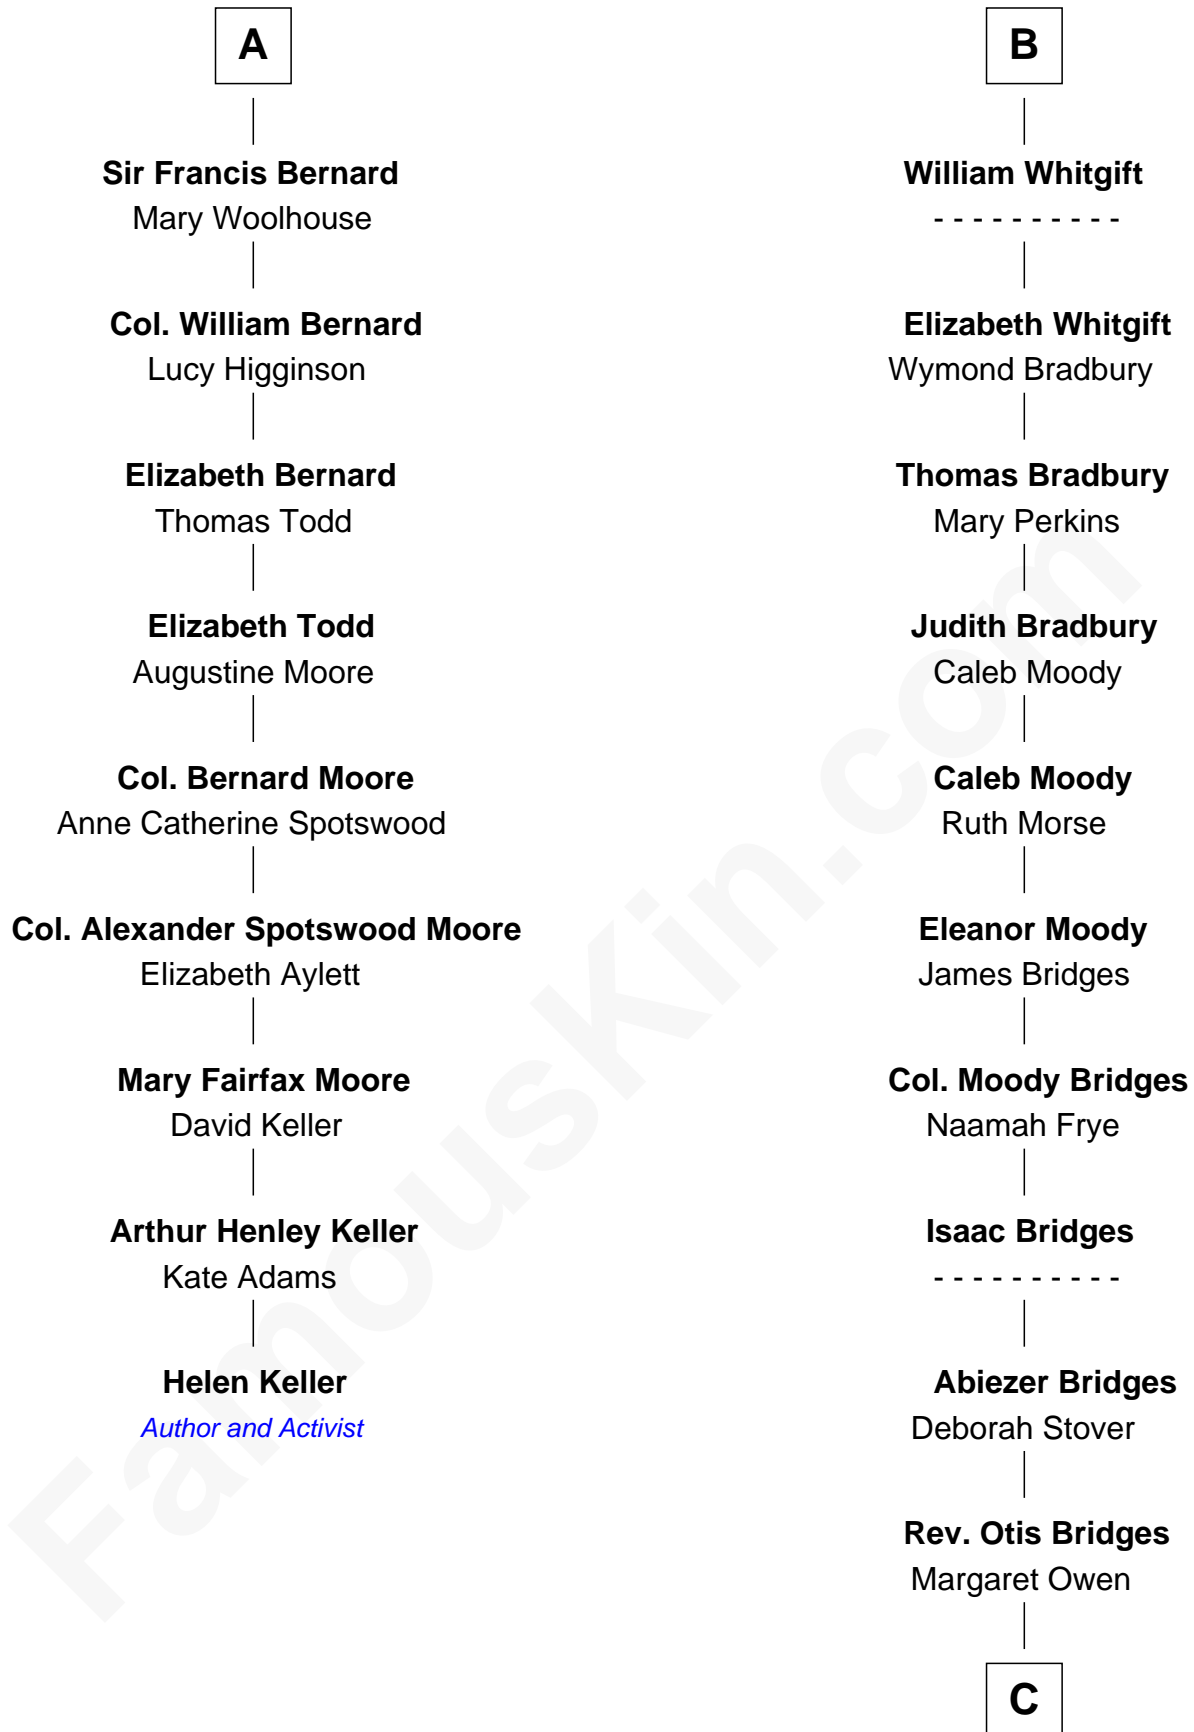 A
Sir Francis Bernard
Mary Woolhouse
Col. William Bernard
Lucy Higginson
Elizabeth Bernard
Thomas Todd
Elizabeth Todd
Augustine Moore
Col. Bernard Moore
Anne Catherine Spotswood
Col. Alexander Spotswood Moore
Elizabeth Aylett
Mary Fairfax Moore
David Keller
Arthur Henley Keller
Kate Adams
Helen Keller
Author and Activist
B
William Whitgift
- - - - - - - - - -
Elizabeth Whitgift
Wymond Bradbury
Thomas Bradbury
Mary Perkins
Judith Bradbury
Caleb Moody
Caleb Moody
Ruth Morse
Eleanor Moody
James Bridges
Col. Moody Bridges
Naamah Frye
Isaac Bridges
- - - - - - - - - -
Abiezer Bridges
Deborah Stover
Rev. Otis Bridges
Margaret Owen
C
FamousKin.com